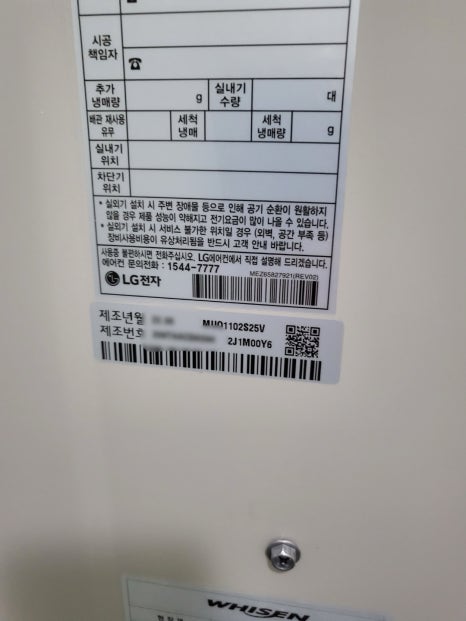 시공
책임자
☎
추가
냉매량
g
실내기
수량
대
배관 재사용
유무
세척
냉매
세척
냉매량
g
실내기
위치
차단기
위치
* 실외기 설치 시 주변 장애물 등으로 인해 공기 순환이 원활하지
않을 경우 제품 성능이 약해지고 전기요금이 많이 나올 수 있습니다.
* 실외기 설치 시 서비스 불가한 위치일 경우 (외벽, 공간 부족 등)
장비사용비용이 유상처리됨을 반드시 고객 안내 바랍니다.
사용중 불편하시면 전화주십시오. LG에어컨에서 직접 설명해 드리겠습니다.
에어컨 문의전화 : 1544-7777
MEZ65827921(REV02)
LG전자
제조년월
MUQ1102S25V
제조번호
2J1M00Y6
WHISEN